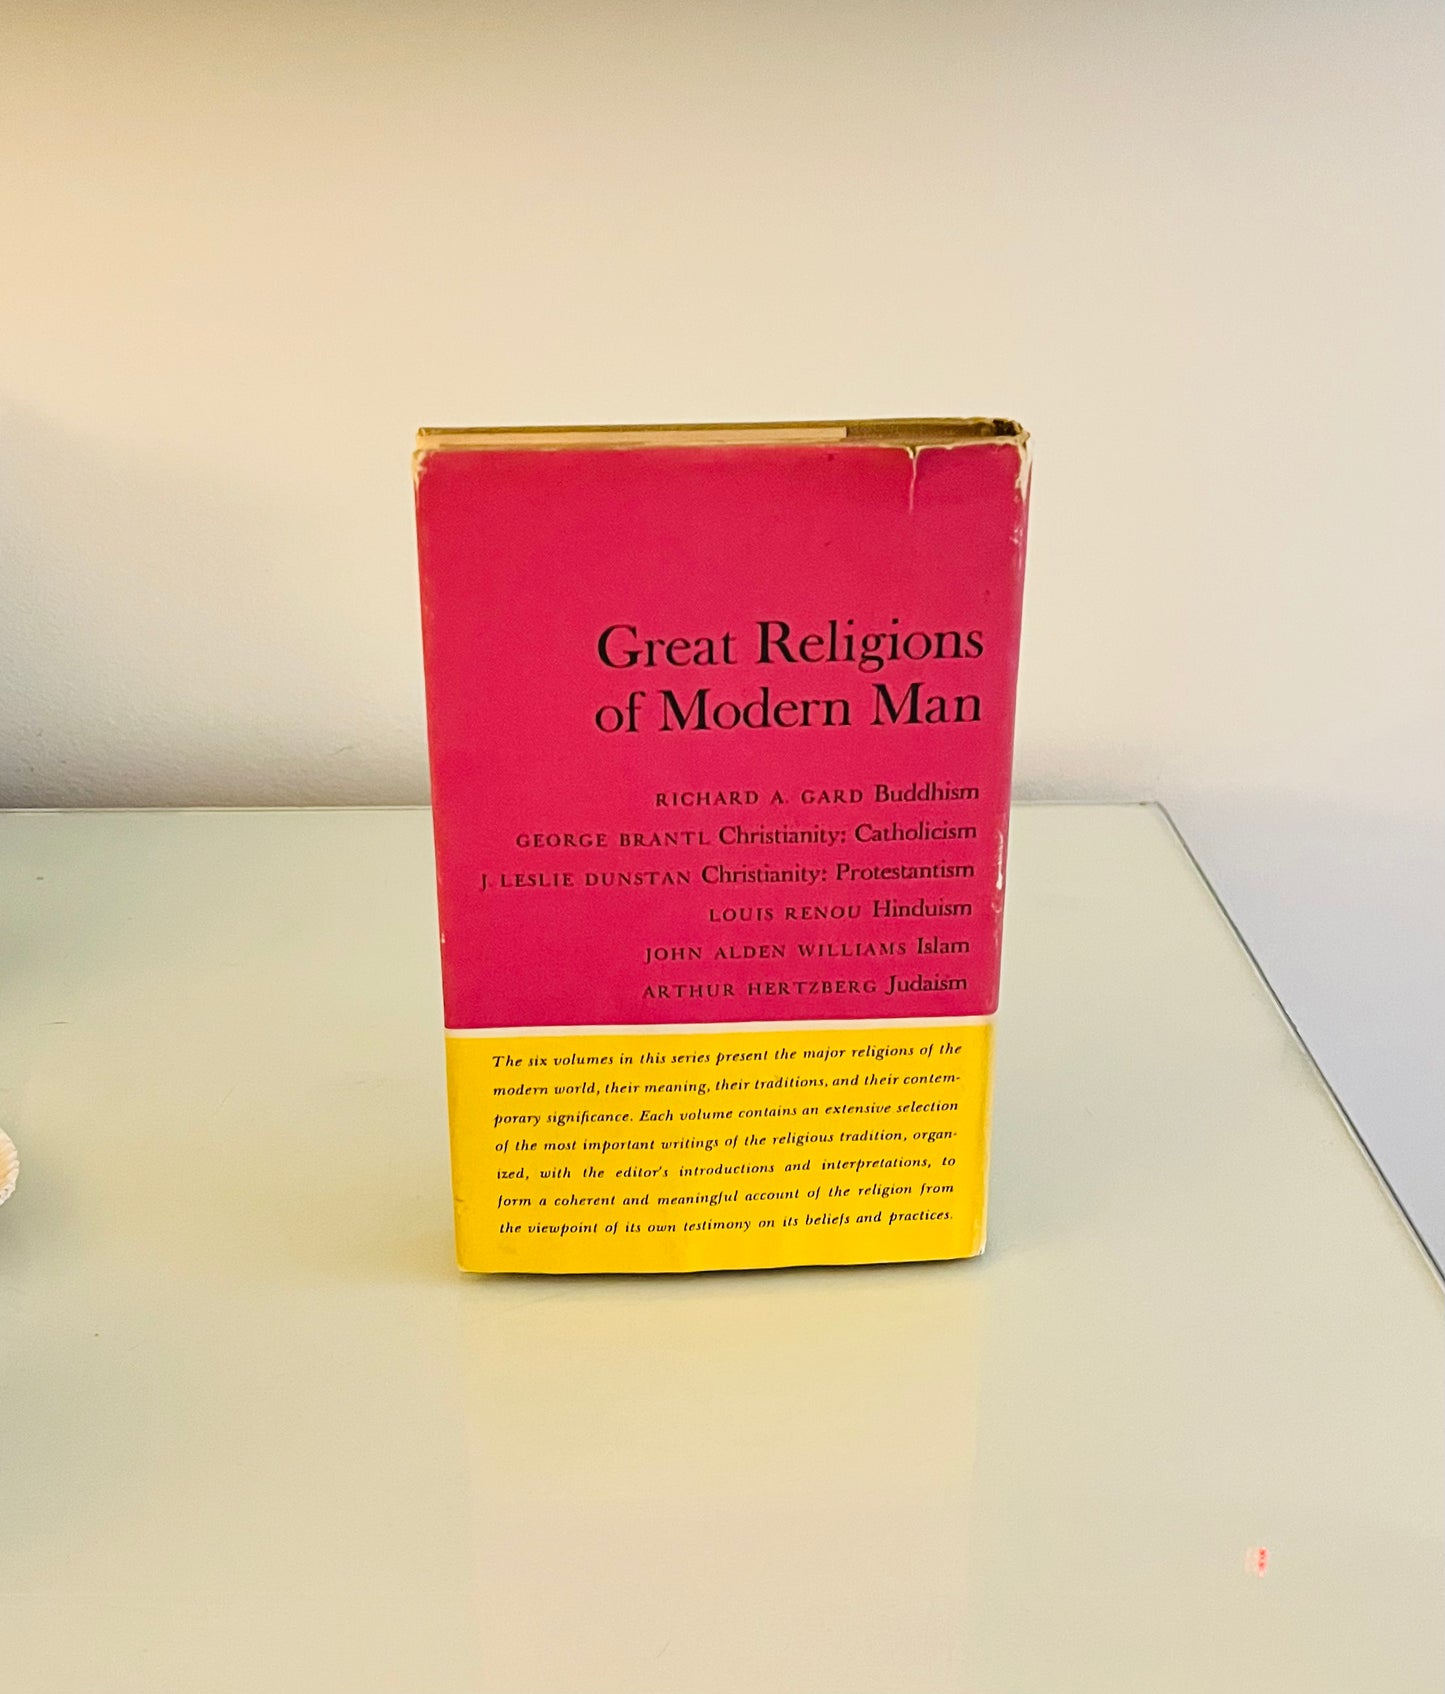 Great Religions
of Modern Man
RICHARD A. GARD Buddhism
GEORGE BRANTL Christianity: Catholicism
J. LESLIE DUNSTAN Christianity: Protestantism
LOUIS RENOU Hinduism
JOHN ALDEN WILLIAMS Islam
ARTHUR HERTZBERG Judaism
The six volumes in this series present the major religions of the
modern world, their meaning, their traditions, and their contem-
porary significance. Each volume contains an extensive selection
of the most important writings of the religious tradition, organ-
ized, with the editor's introductions and interpretations, to
form a coherent and meaningful account of the religion from
the viewpoint of its own testimony on its beliefs and practices.